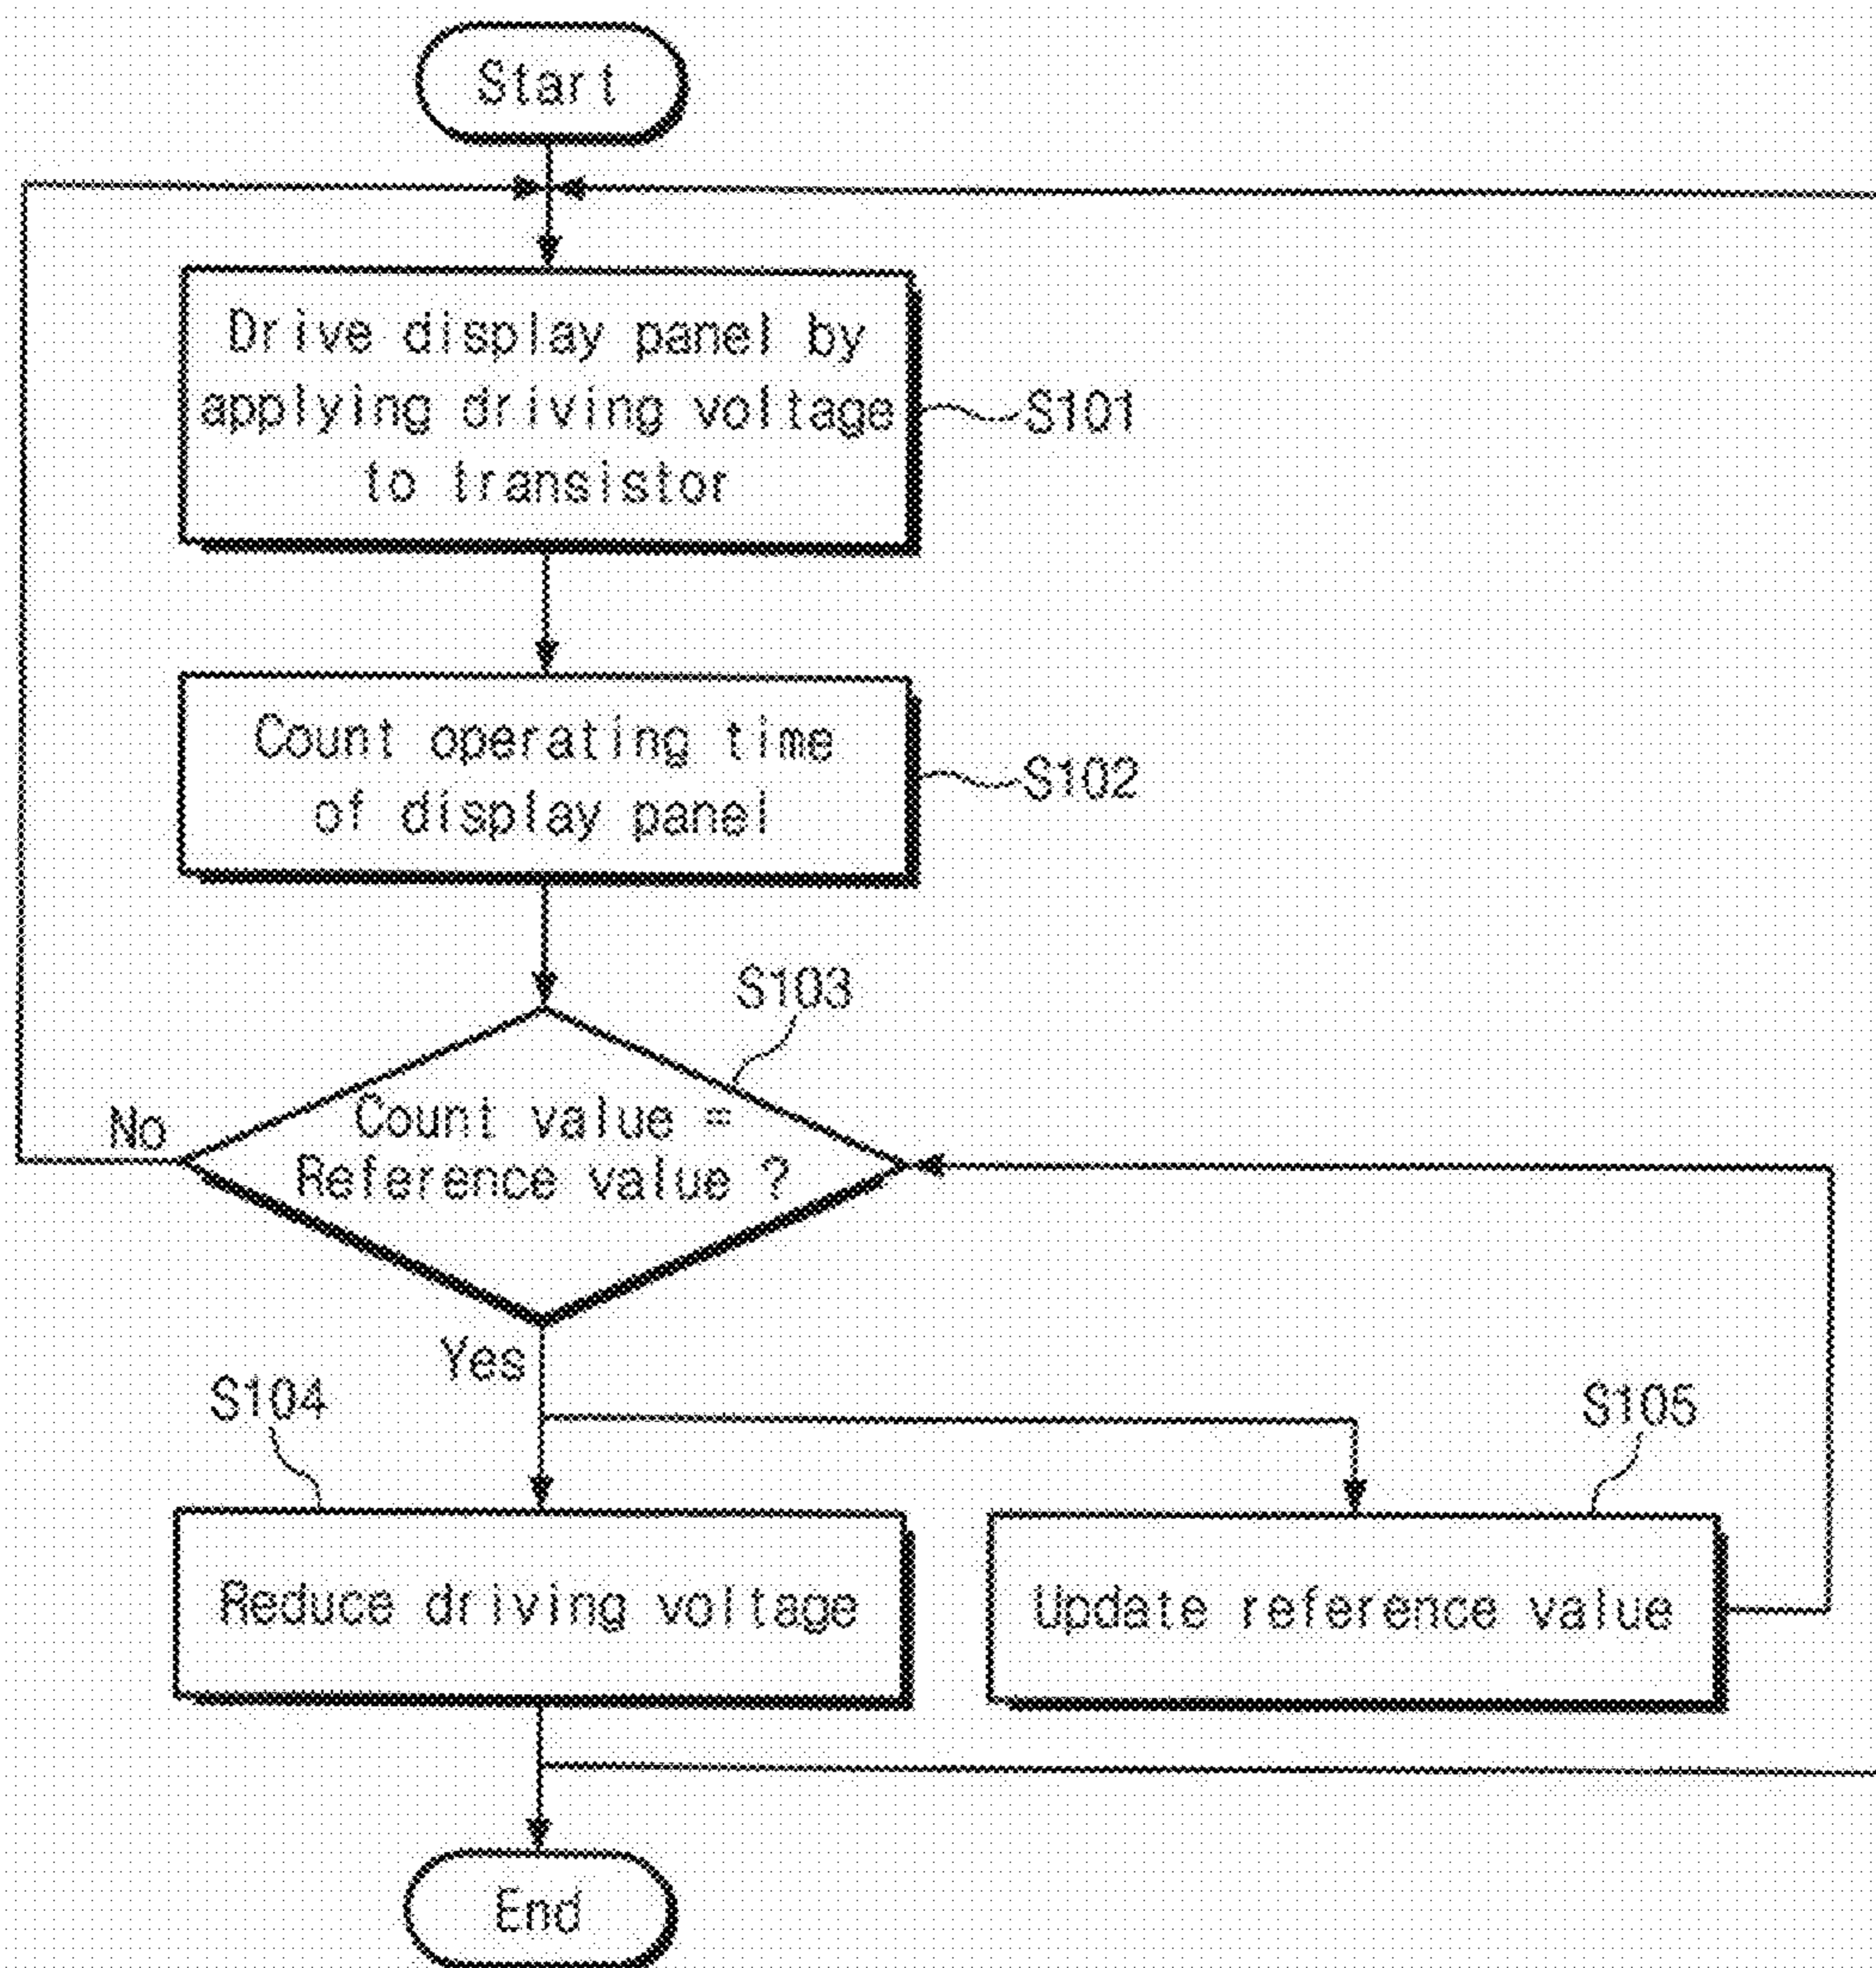 Start
Drive display panel by
applying driving voltage
to transistor
S101
Count operating time
of display panel
S102
S103
Count value =
Reference value ?
No
Yes
S104
S105
Reduce driving voltage
Update reference value
End